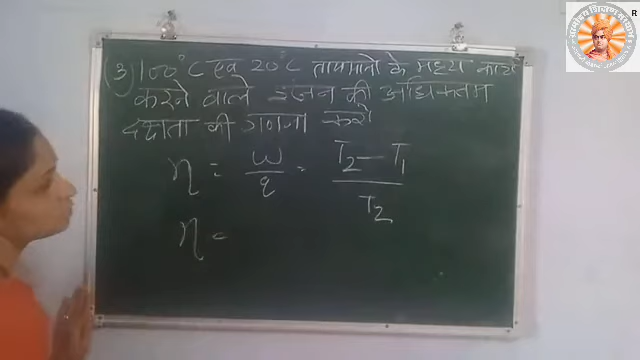 (3) 100°C एवं 20°C तापमानों के मध्य कार्य
करने वाले इंजन की अधिकतम
दक्षता की गणना करो
η = w/q = T₂ - T₁ / T₂
η =
R